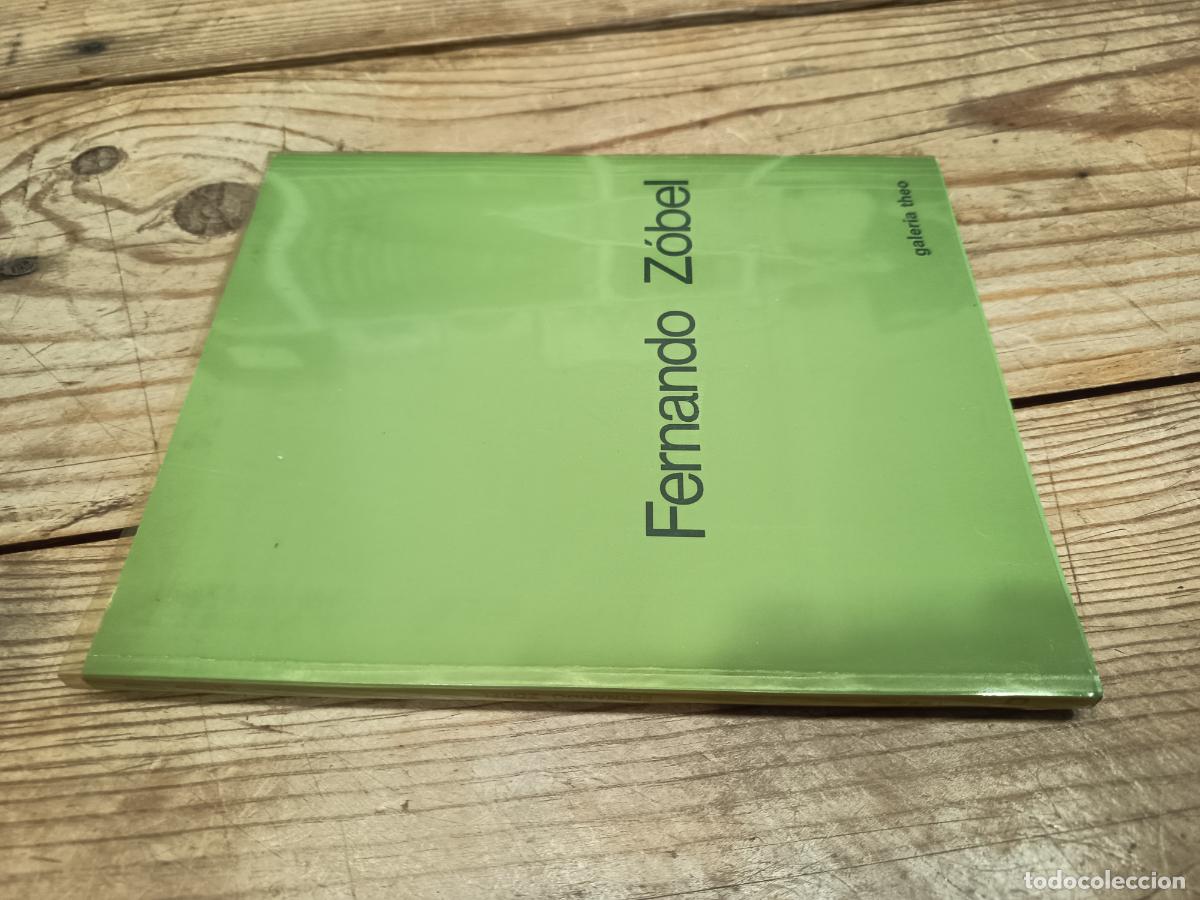 Fernando Zóbel
galería theo
todocoleccion